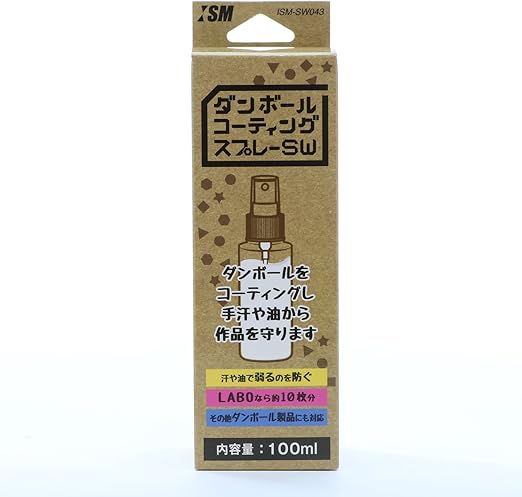 ISM
ISM-SW043
ダンボール
コーティング
スプレーSW
ダンボールを
コーティングし
手汗や油から
作品を守ります
汗や油で弱るのを防ぐ
LABOなら約10枚分
その他ダンボール製品にも対応
内容量：100ml